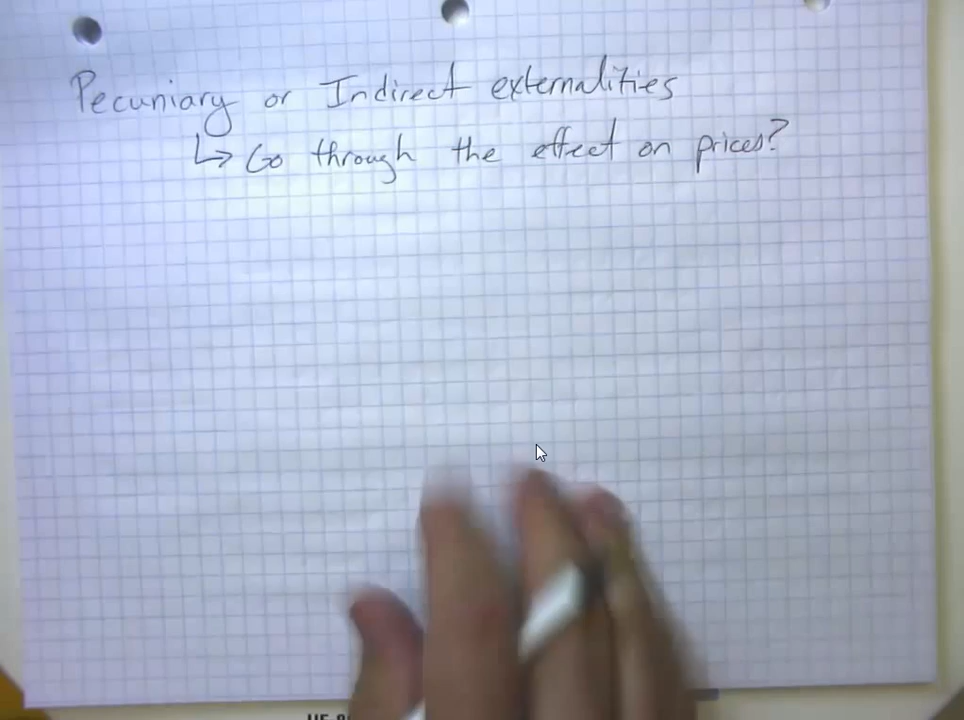 Pecuniary or Indirect externalities
↳ Go through the effect on prices?